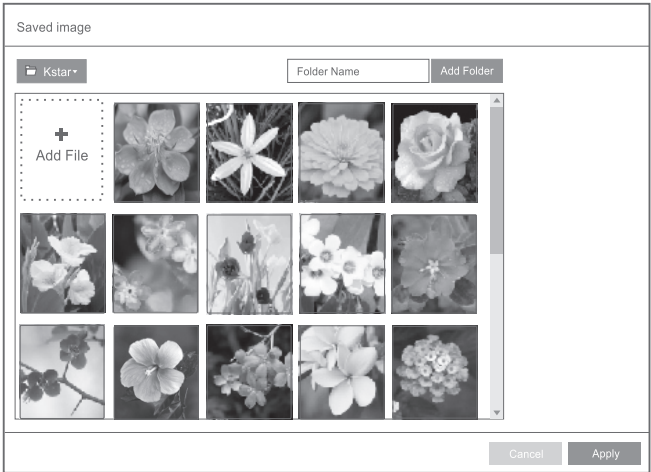 Saved image
Kstar
Folder Name
Add Folder
+
Add File
Cancel
Apply